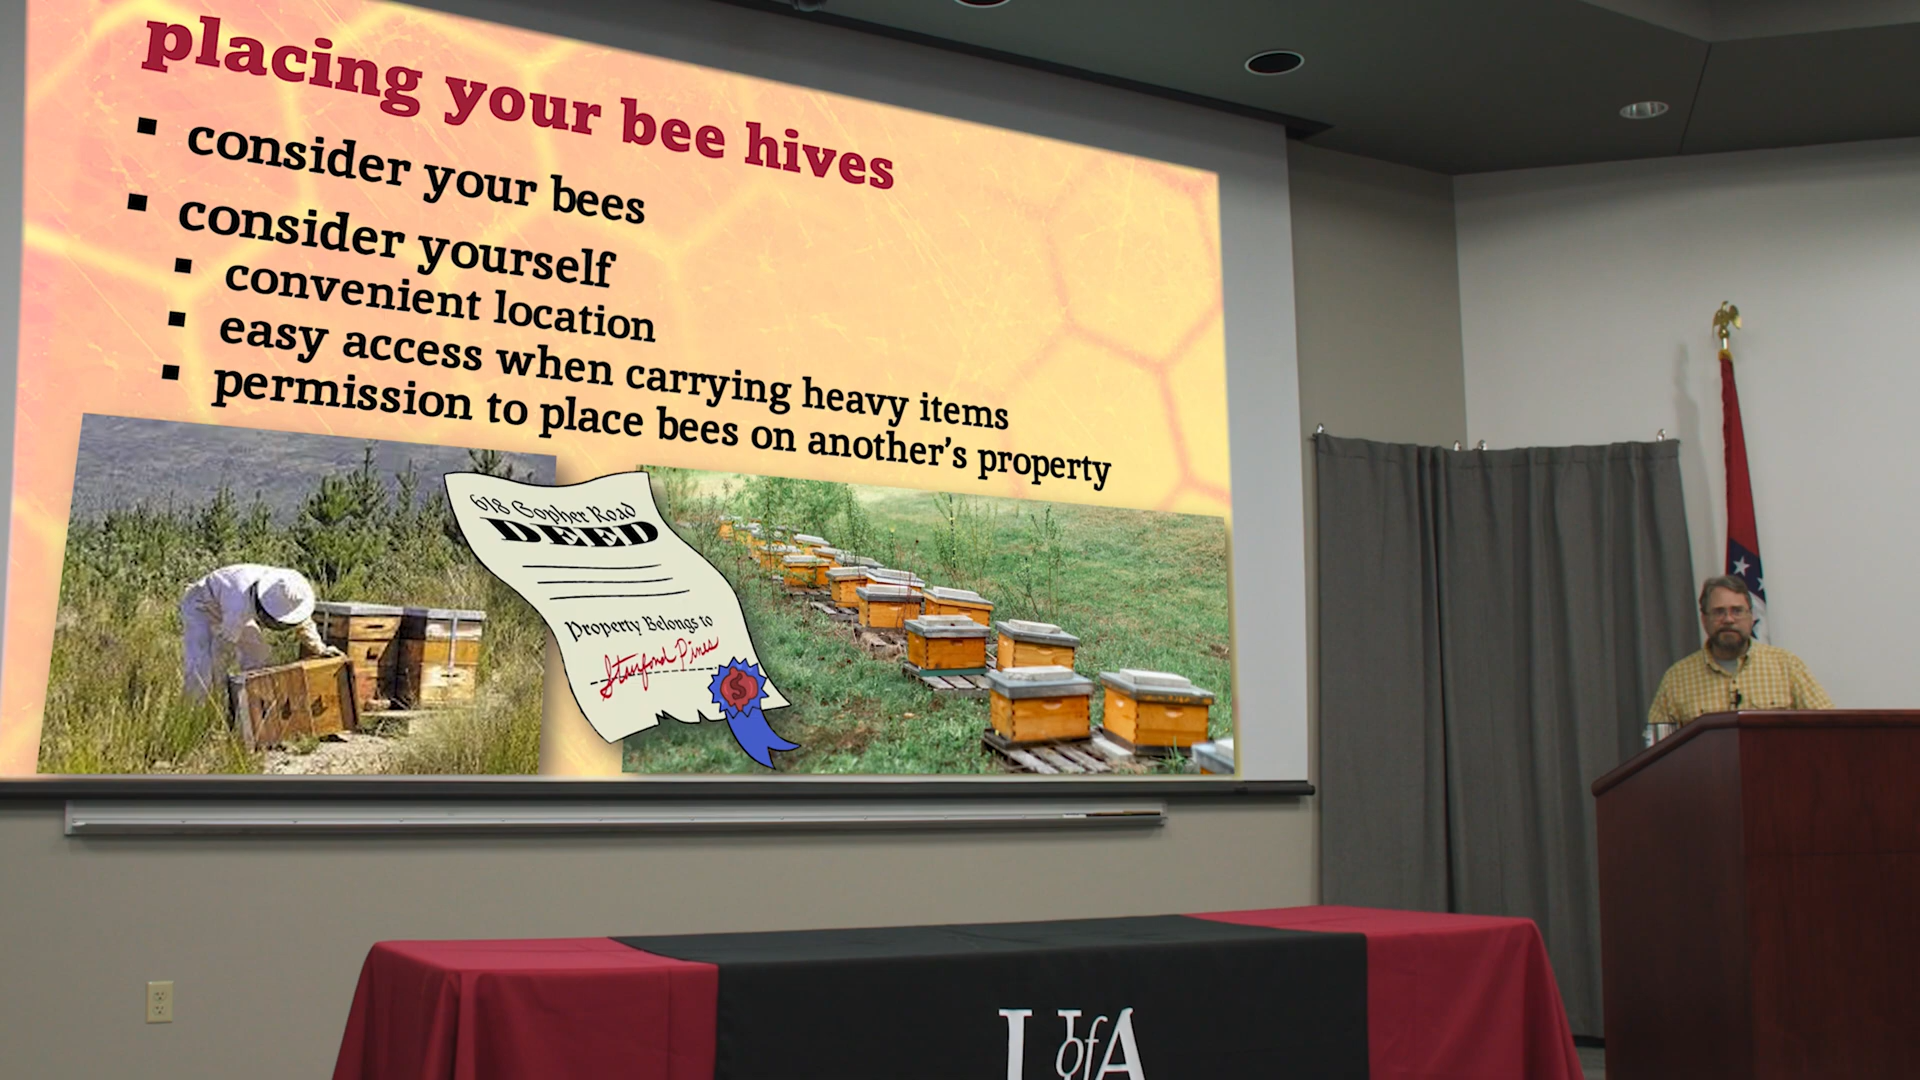 placing your bee hives
▪ consider your bees
▪ consider yourself
▪ convenient location
▪ easy access when carrying heavy items
▪ permission to place bees on another's property
618 Gopher Road
DEED
Property Belongs to
Stanford Pines
$
U of A